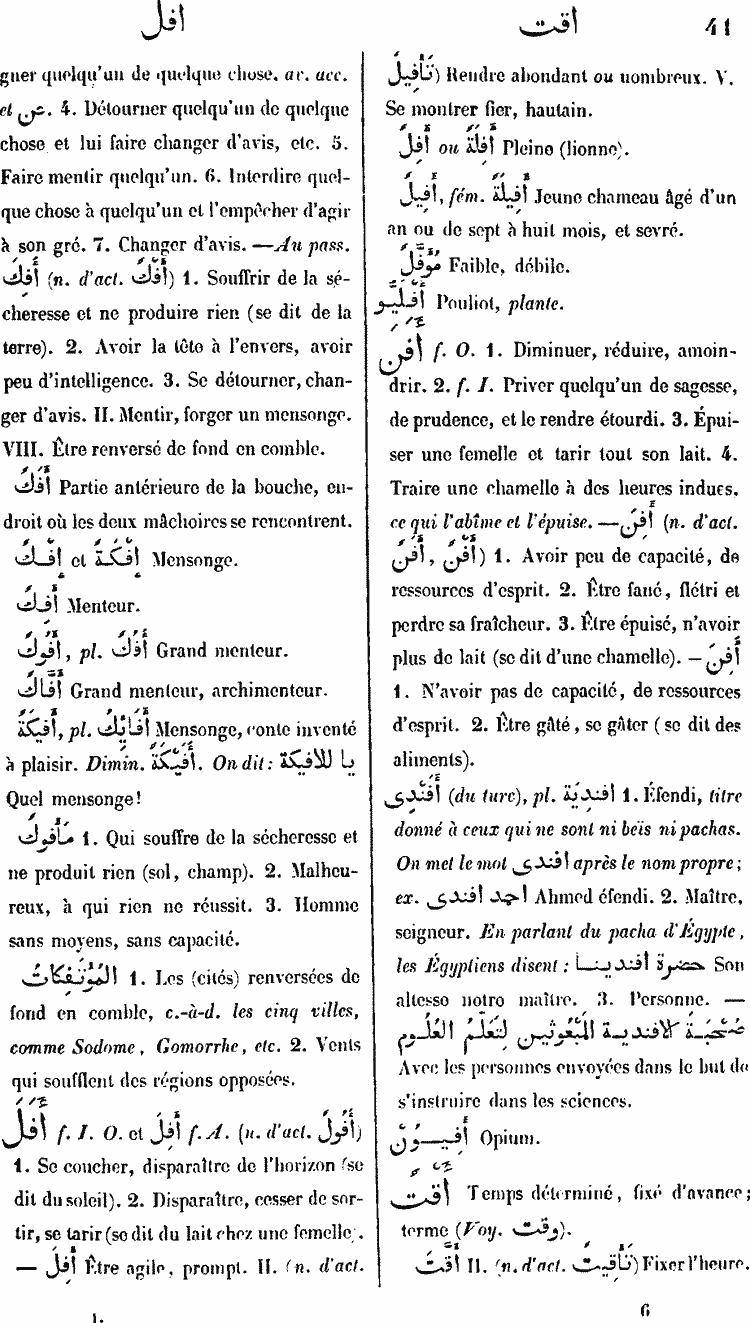 افل
اقت
41
guer quelqu'un de quelque chose. av. acc.
et عن. 4. Détourner quelqu'un de quelque
chose et lui faire changer d'avis, etc. 5.
Faire mentir quelqu'un. 6. Interdire quel-
que chose à quelqu'un et l'empêcher d'agir
à son gré. 7. Changer d'avis. —Au pass.
أُفِكَ (n. d'act. أَفْكٌ) 1. Souffrir de la sé-
cheresse et ne produire rien (se dit de la
terre). 2. Avoir la tête à l'envers, avoir
peu d'intelligence. 3. Se détourner, chan-
ger d'avis. II. Mentir, forger un mensonge.
VIII. Être renversé de fond en comble.
أَفَكٌ Partie antérieure de la bouche, en-
droit où les deux mâchoires se rencontrent.
إِفْكٌ et إِفْكَةٌ Mensonge.
أَفِكٌ Menteur.
أَفُوكٌ, pl. أُفُكٌ Grand menteur.
أَفَّاكٌ Grand menteur, archimenteur.
أَفِيكَةٌ, pl. أَفَائِكُ Mensonge, conte inventé
à plaisir. Dimin. أُفَيِّكَةٌ. On dit: يا للافيكة
Quel mensonge!
مَأْفُوكٌ 1. Qui souffre de la sécheresse et
ne produit rien (sol, champ). 2. Malheu-
reux, à qui rien ne réussit. 3. Homme
sans moyens, sans capacité.
المُؤْتَفِكَاتُ 1. Les (cités) renversées de
fond en comble, c.-à-d. les cinq villes,
comme Sodome, Gomorrhe, etc. 2. Vents
qui soufflent des régions opposées.
أَفَلَ f. I. O. et أَفِلَ f. A. (n. d'act. أُفُولٌ)
1. Se coucher, disparaître de l'horizon (se
dit du soleil). 2. Disparaître, cesser de sor-
tir, se tarir (se dit du lait chez une femelle).
— أَفِلَ Être agile, prompt. II. (n. d'act.
1.
تَأْفِيلٌ) Rendre abondant ou nombreux. V.
Se montrer fier, hautain.
أَفِلٌ ou أَفِلَةٌ Pleine (lionne).
أَفِيلٌ, fém. أَفِيلَةٌ Jeune chameau âgé d'un
an ou de sept à huit mois, et sevré.
مُؤَفَّلٌ Faible, débile.
أَفِلَيُّو Pouliot, plante.
أَفَنَ f. O. 1. Diminuer, réduire, amoin-
drir. 2. f. I. Priver quelqu'un de sagesse,
de prudence, et le rendre étourdi. 3. Épui-
ser une femelle et tarir tout son lait. 4.
Traire une chamelle à des heures indues,
ce qui l'abîme et l'épuise. —أَفِنَ (n. d'act.
أَفَنٌ, أَفْنٌ) 1. Avoir peu de capacité, de
ressources d'esprit. 2. Être fané, flétri et
perdre sa fraîcheur. 3. Être épuisé, n'avoir
plus de lait (se dit d'une chamelle). – أُفِنَ
1. N'avoir pas de capacité, de ressources
d'esprit. 2. Être gâté, se gâter (se dit des
aliments).
أَفَنْدِى (du turc), pl. افندية 1. Éfendi, titre
donné à ceux qui ne sont ni beïs ni pachas.
On met le mot افندى après le nom propre;
ex. احمد افندى Ahmed éfendi. 2. Maître,
seigneur. En parlant du pacha d'Égypte,
les Égyptiens disent: حضرة افندينا Son
altesse notre maître. 3. Personne. —
صُحْبَة الافندية المَبْعُوثين لِتَعَلُّم العُلُوم
Avec les personnes envoyées dans le but de
s'instruire dans les sciences.
أَفِيُونٌ Opium.
أَقْتٌ Temps déterminé, fixé d'avance;
terme (Voy. وقت).
أَقَّتَ II. (n. d'act. تَأْقِيتٌ) Fixer l'heure.
6